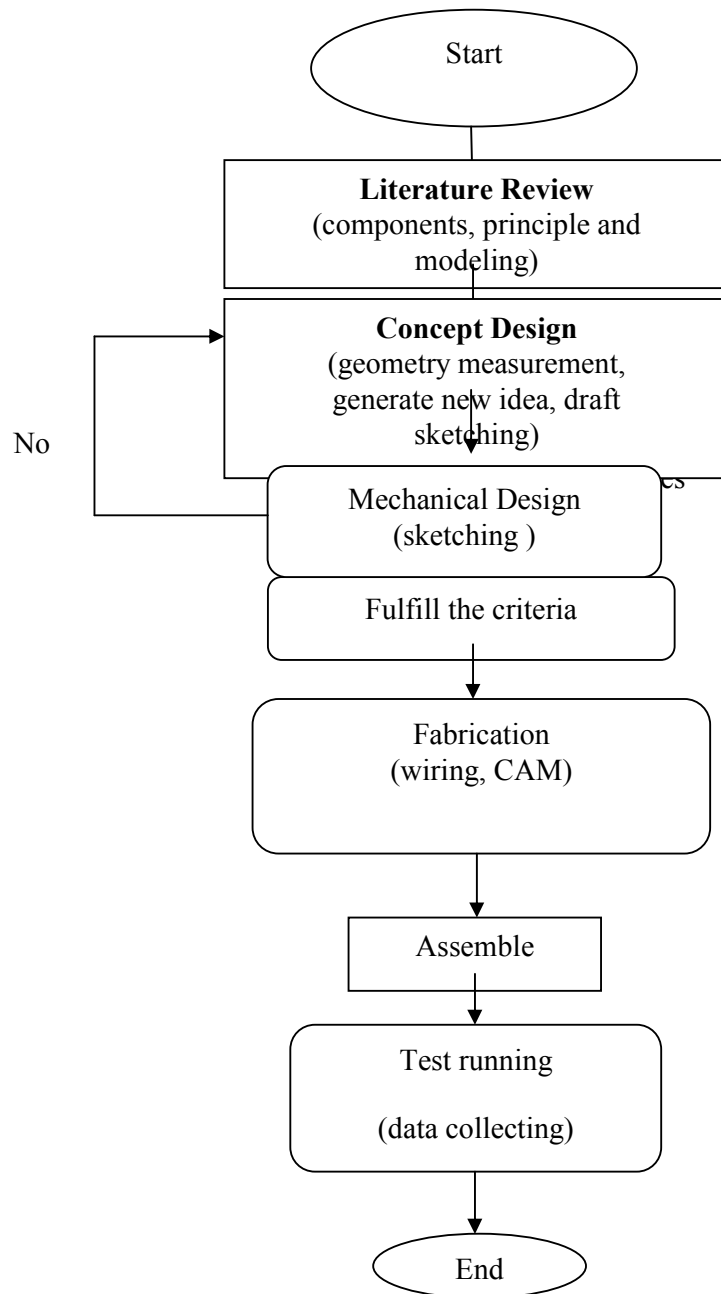 Start
Literature Review
(components, principle and
modeling)
Concept Design
(geometry measurement,
generate new idea, draft
sketching)
No
Mechanical Design
(sketching )
Fulfill the criteria
Fabrication
(wiring, CAM)
Assemble
Test running
(data collecting)
End